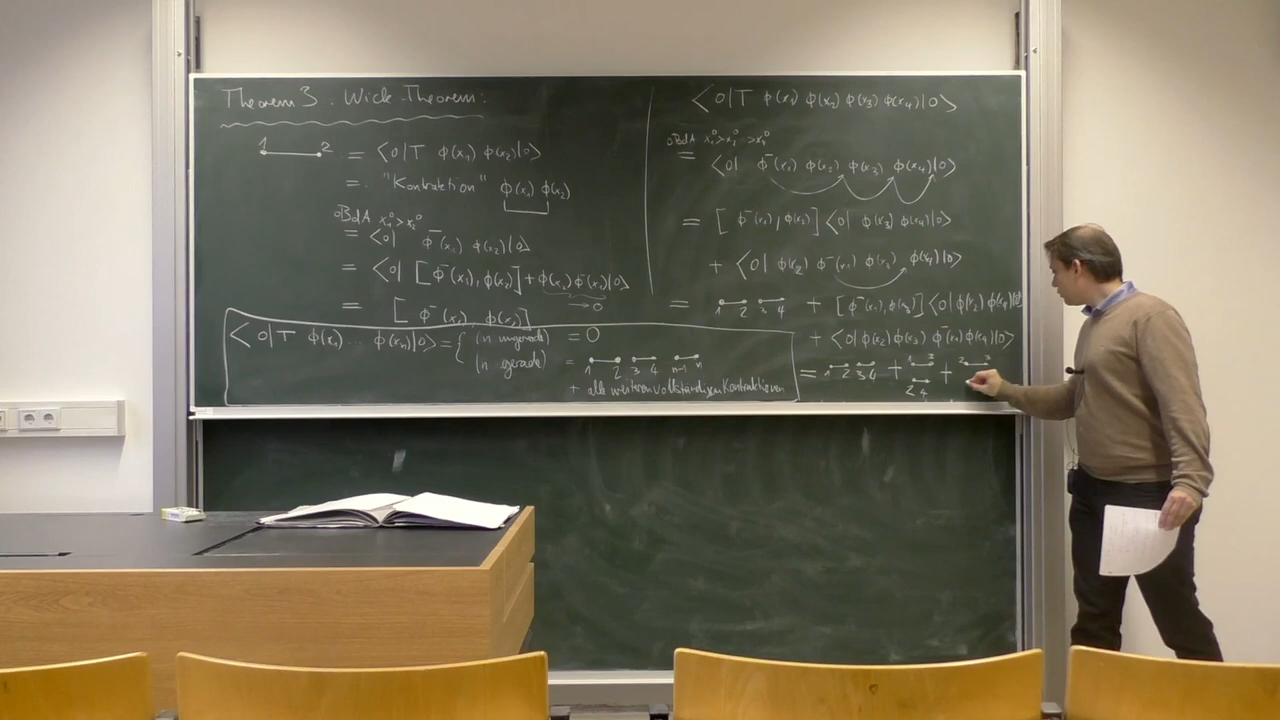 Theorem 3. Wick-Theorem:
1 2 = <0|T ϕ(x₁) ϕ(x₂)|0>
=: "Kontraktion" ϕ(x₁) ϕ(x₂)
oBdA x₁⁰>x₂⁰
= <0| ϕ⁻(x₁) ϕ(x₂)|0>
= <0| [ϕ⁻(x₁), ϕ(x₂)] + ϕ(x₂) ϕ⁻(x₁)|0>
→0
= [ϕ⁻(x₁), ϕ(x₂)]
<0|T ϕ(x₁) ... ϕ(xₙ)|0> = { (n ungerade) = 0
(n gerade) = 1 2 3 4 n-1 n
+ alle weiteren vollständigen Kontraktionen
<0|T ϕ(x₁) ϕ(x₂) ϕ(x₃) ϕ(x₄)|0>
oBdA x₁⁰>x₂⁰ >x₄⁰
= <0| ϕ⁻(x₁) ϕ(x₂) ϕ(x₃) ϕ(x₄)|0>
= [ϕ⁻(x₁), ϕ(x₂)] <0| ϕ(x₃) ϕ(x₄)|0>
+ <0| ϕ(x₂) ϕ⁻(x₁) ϕ(x₃) ϕ(x₄)|0>
= 1 2 3 4 + [ϕ⁻(x₁), ϕ(x₃)] <0|ϕ(x₂) ϕ(x₄)|0>
+ <0|ϕ(x₂) ϕ(x₃) ϕ⁻(x₁) ϕ(x₄)|0>
= 1 2 3 4 + 1 3 2 4 + 2 3